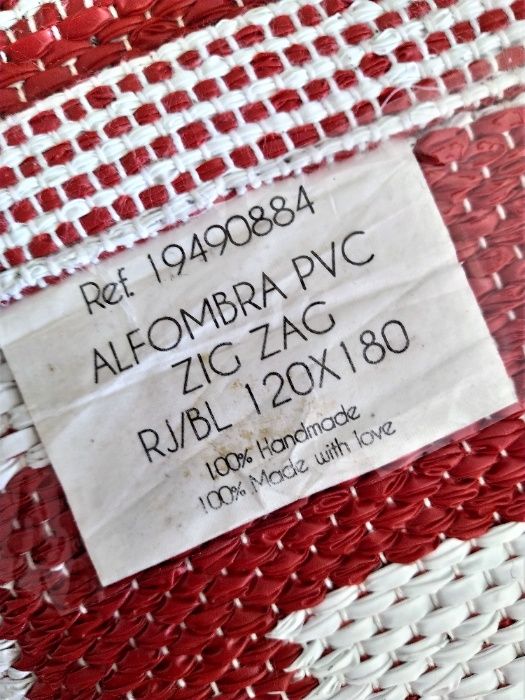 Ref. 19490884
ALFOMBRA PVC
ZIG ZAG
RJ/BL 120X180
100% Handmade
100% Made with love